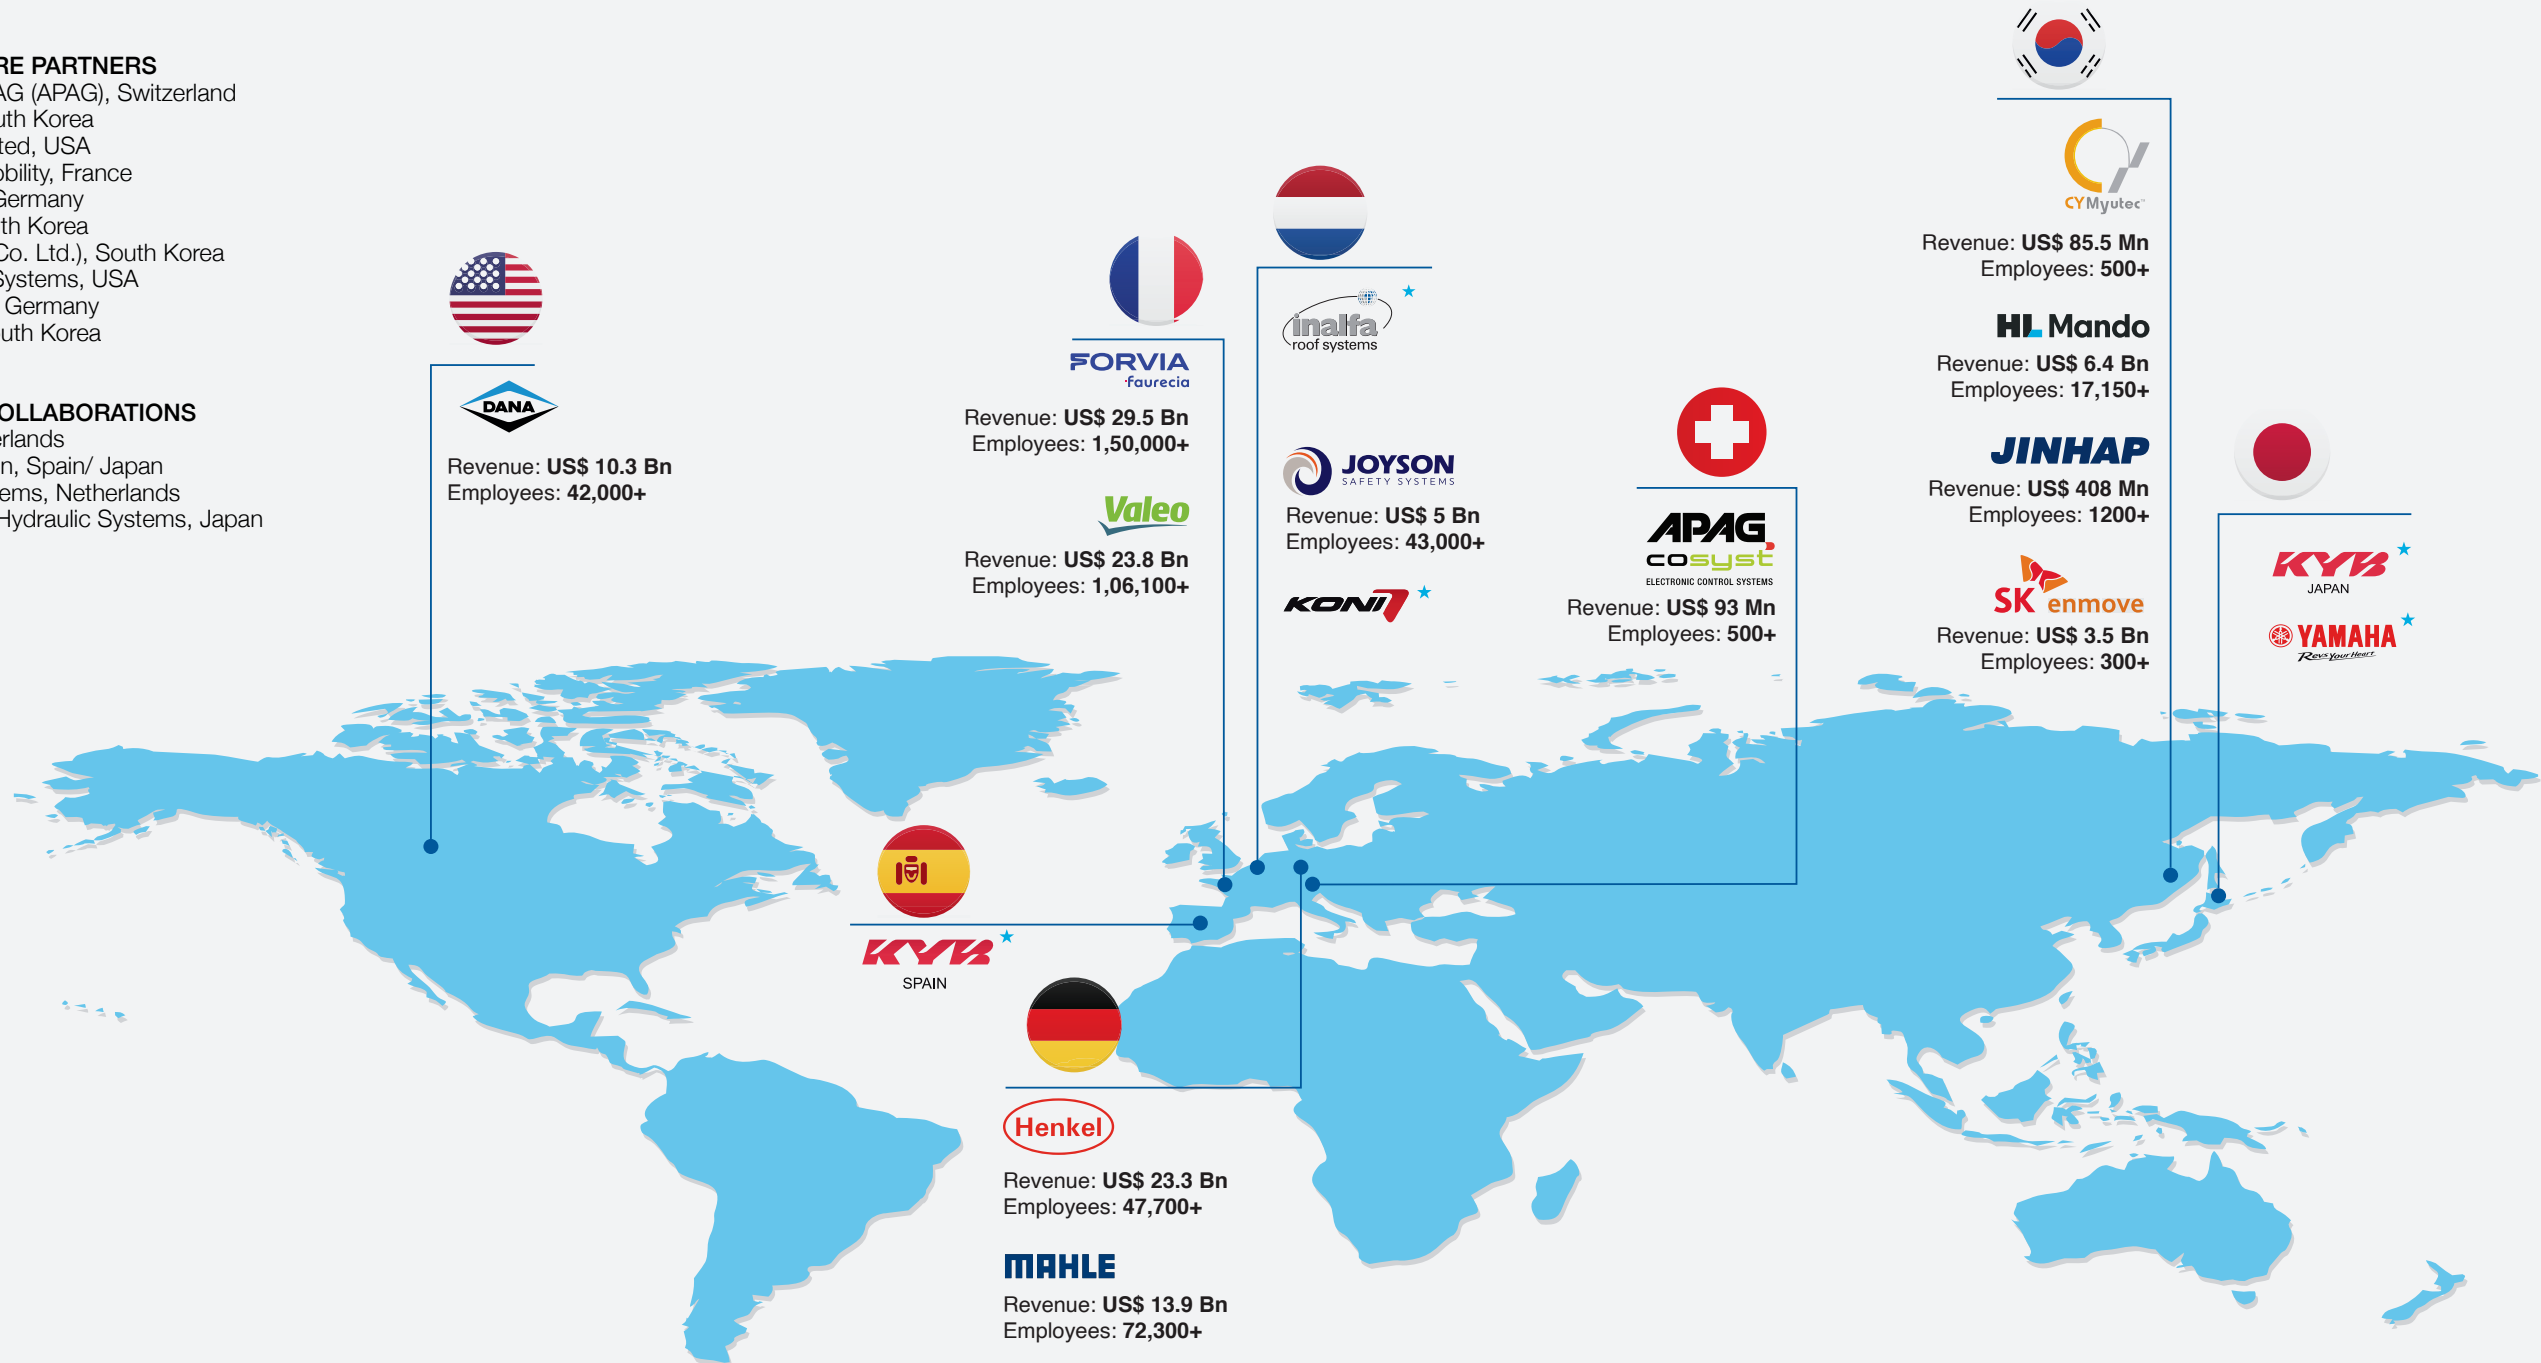 RE PARTNERS
AG (APAG), Switzerland
uth Korea
ted, USA
obility, France
Germany
th Korea
Co. Ltd.), South Korea
Systems, USA
Germany
outh Korea
OLLABORATIONS
erlands
n, Spain/ Japan
ems, Netherlands
Hydraulic Systems, Japan
DANA
Revenue: US$ 10.3 Bn
Employees: 42,000+
FORVIA
faurecia
Revenue: US$ 29.5 Bn
Employees: 1,50,000+
Valeo
Revenue: US$ 23.8 Bn
Employees: 1,06,100+
inalfa
roof systems
JOYSON
SAFETY SYSTEMS
Revenue: US$ 5 Bn
Employees: 43,000+
KONI
APAG
cosyst
ELECTRONIC CONTROL SYSTEMS
Revenue: US$ 93 Mn
Employees: 500+
CYMyutec™
Revenue: US$ 85.5 Mn
Employees: 500+
HL Mando
Revenue: US$ 6.4 Bn
Employees: 17,150+
JINHAP
Revenue: US$ 408 Mn
Employees: 1200+
SK enmove
Revenue: US$ 3.5 Bn
Employees: 300+
KYB
JAPAN
YAMAHA
Revs Your Heart
KYB
SPAIN
Henkel
Revenue: US$ 23.3 Bn
Employees: 47,700+
MAHLE
Revenue: US$ 13.9 Bn
Employees: 72,300+